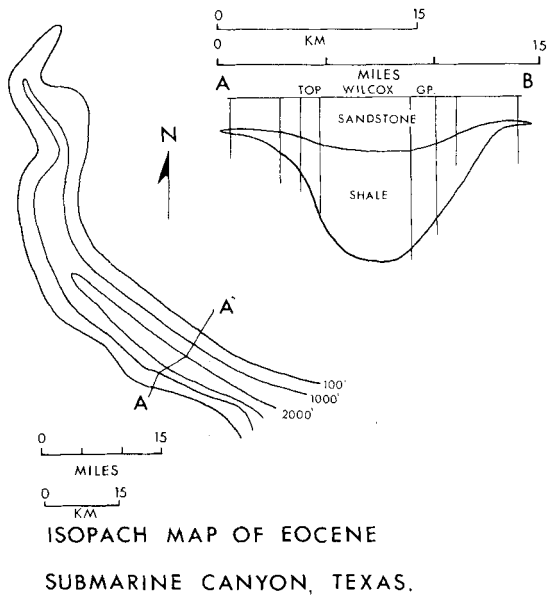 0 15
KM
0 15
MILES
A B
TOP WILCOX GP.
SANDSTONE
SHALE
N
A'
A
100'
1000'
2000'
0 15
MILES
0 15
KM
ISOPACH MAP OF EOCENE
SUBMARINE CANYON, TEXAS.